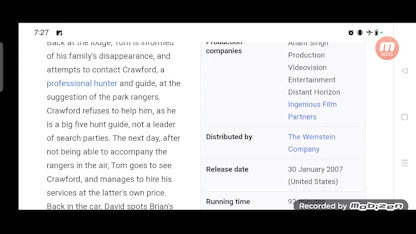 7:27
Back at the lodge, Tom is informed
of his family's disappearance, and
attempts to contact Crawford, a
professional hunter and guide, at the
suggestion of the park rangers.
Crawford refuses to help him, as he
is a big five hunt guide, not a leader
of search parties. The next day, after
not being able to accompany the
rangers in the air, Tom goes to see
Crawford, and manages to hire his
services at the latter's own price.
Back in the car, David spots Brian's
Production
companies
Anant Singh
Production
Videovision
Entertainment
Distant Horizon
Ingenious Film
Partners
Distributed by
The Weinstein
Company
Release date
30 January 2007
(United States)
Running time
92 minutes
Recorded by
mobizen